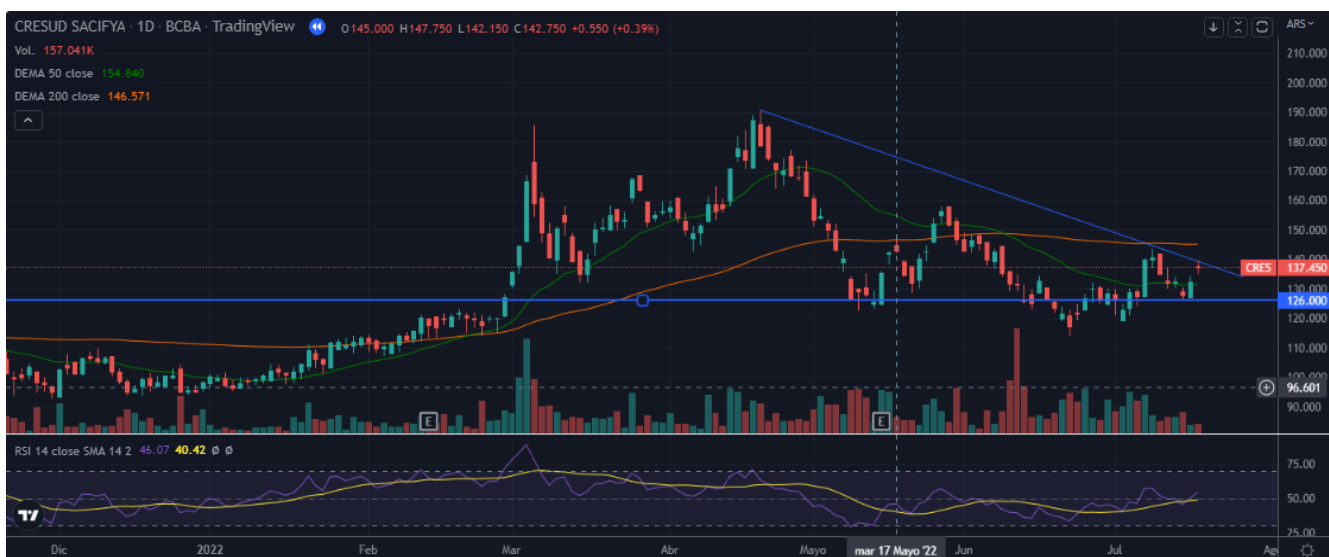 CRESUD SACIFYA · 1D · BCBA · TradingView O145.000 H147.750 L142.150 C142.750 +0.550 (+0.39%) ARS
Vol. 157.041K
DEMA 50 close 154.840
DEMA 200 close 146.571
210.000
200.000
190.000
180.000
170.000
160.000
150.000
140.000
CRES 137.450
130.000
126.000
120.000
110.000
100.000
96.601
90.000
E E
RSI 14 close SMA 14 2 46.07 40.42 Ø Ø
75.00
50.00
25.00
Dic 2022 Feb Mar Abr Mayo mar 17 Mayo '22 Jun Jul